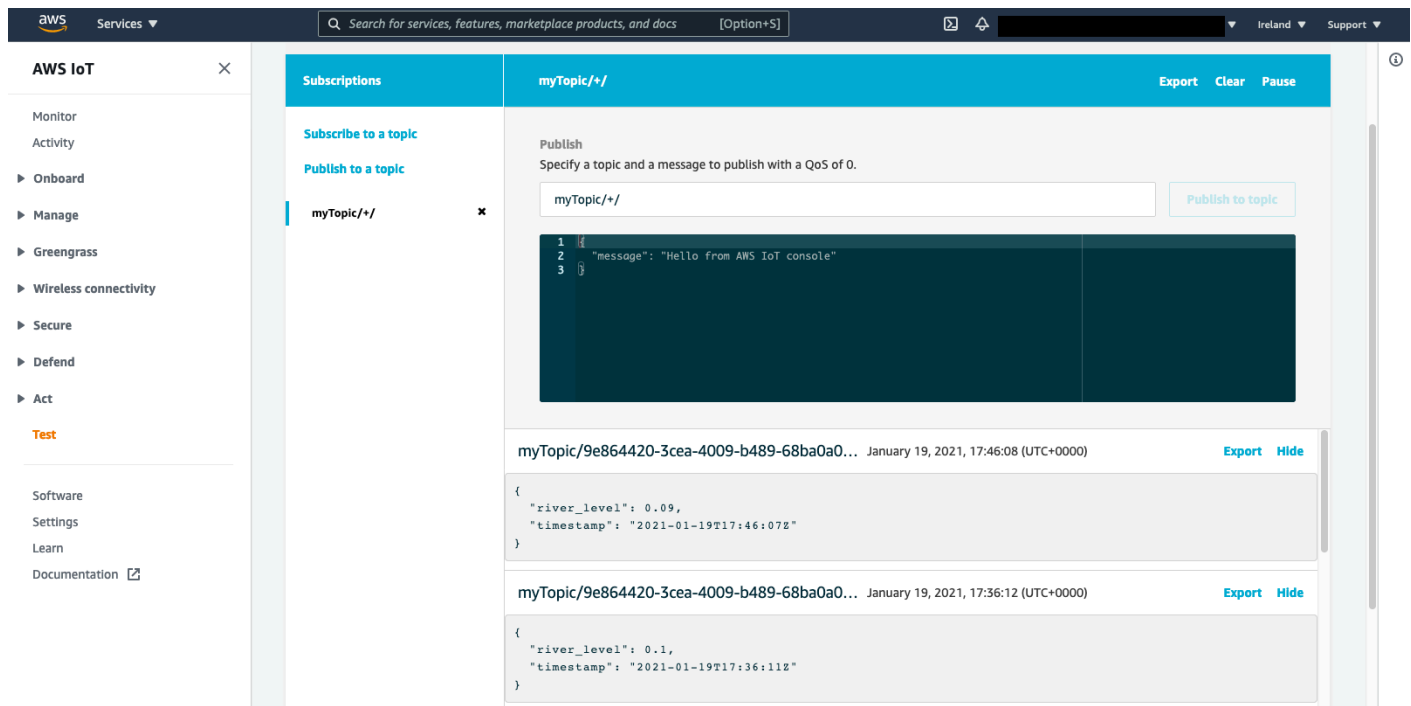 aws
Services
Search for services, features, marketplace products, and docs [Option+S]
Ireland
Support
AWS IoT
Monitor
Activity
Onboard
Manage
Greengrass
Wireless connectivity
Secure
Defend
Act
Test
Software
Settings
Learn
Documentation
Subscriptions
Subscribe to a topic
Publish to a topic
myTopic/+/
myTopic/+/
Export Clear Pause
Publish
Specify a topic and a message to publish with a QoS of 0.
myTopic/+/
Publish to topic
1 {
2 "message": "Hello from AWS IoT console"
3 }
myTopic/9e864420-3cea-4009-b489-68ba0a0... January 19, 2021, 17:46:08 (UTC+0000) Export Hide
{
"river_level": 0.09,
"timestamp": "2021-01-19T17:46:07Z"
}
myTopic/9e864420-3cea-4009-b489-68ba0a0... January 19, 2021, 17:36:12 (UTC+0000) Export Hide
{
"river_level": 0.1,
"timestamp": "2021-01-19T17:36:11Z"
}